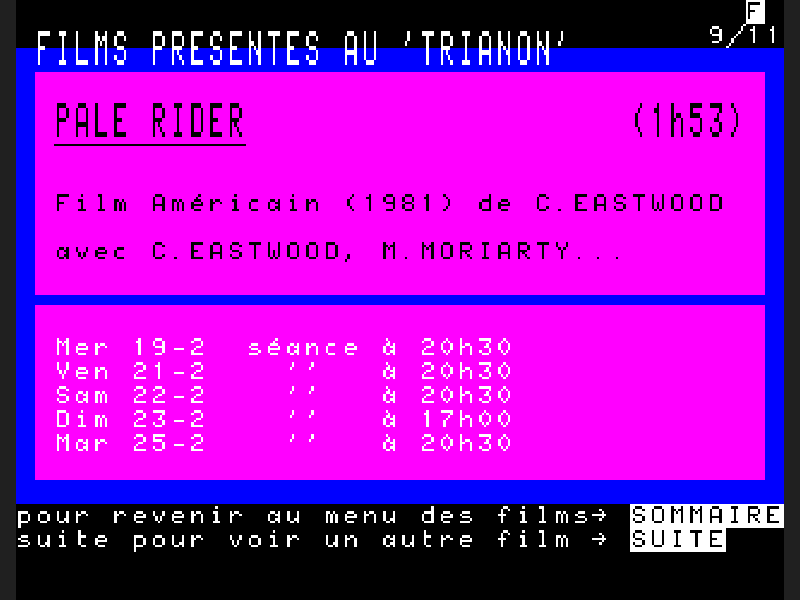 F
9/11
FILMS PRESENTES AU 'TRIANON'
PALE RIDER (1h53)
Film Américain (1981) de C.EASTWOOD
avec C.EASTWOOD, M.MORIARTY...
Mer 19-2 séance à 20h30
Ven 21-2 '' à 20h30
Sam 22-2 '' à 20h30
Dim 23-2 '' à 17h00
Mar 25-2 '' à 20h30
pour revenir au menu des films→ SOMMAIRE
suite pour voir un autre film → SUITE